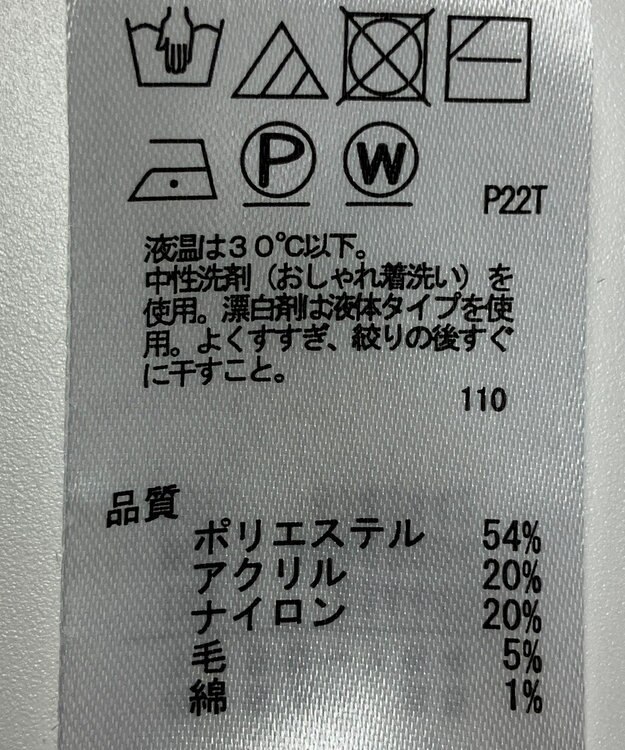 P
W
P22T
液温は30℃以下。
中性洗剤（おしゃれ着洗い）を
使用。漂白剤は液体タイプを使
用。よくすすぎ、絞りの後すぐ
に干すこと。
110
品質
ポリエステル 54%
アクリル 20%
ナイロン 20%
毛 5%
綿 1%